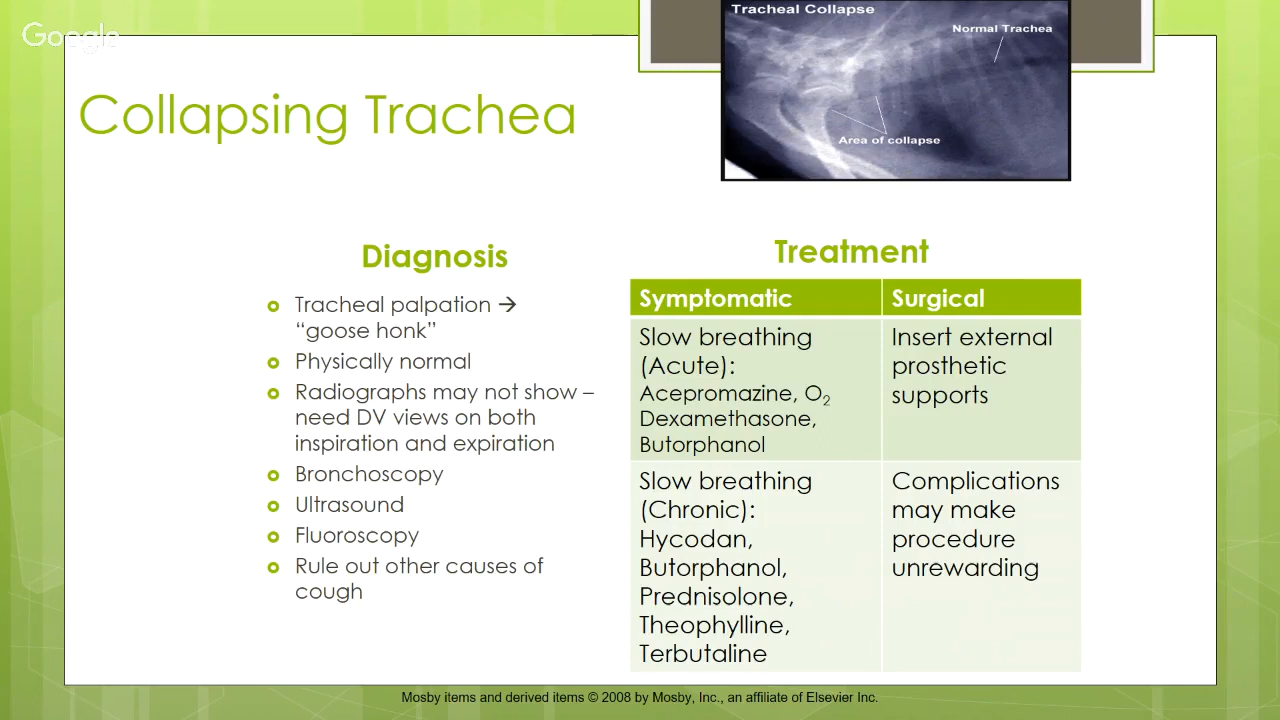 Google
Tracheal Collapse
Normal Trachea
Area of collapse
Collapsing Trachea
Diagnosis
Tracheal palpation →
“goose honk”
Physically normal
Radiographs may not show –
need DV views on both
inspiration and expiration
Bronchoscopy
Ultrasound
Fluoroscopy
Rule out other causes of
cough
Treatment
Symptomatic
Surgical
Slow breathing
(Acute):
Acepromazine, O2
Dexamethasone,
Butorphanol
Insert external
prosthetic
supports
Slow breathing
(Chronic):
Hycodan,
Butorphanol,
Prednisolone,
Theophylline,
Terbutaline
Complications
may make
procedure
unrewarding
Mosby items and derived items © 2008 by Mosby, Inc., an affiliate of Elsevier Inc.